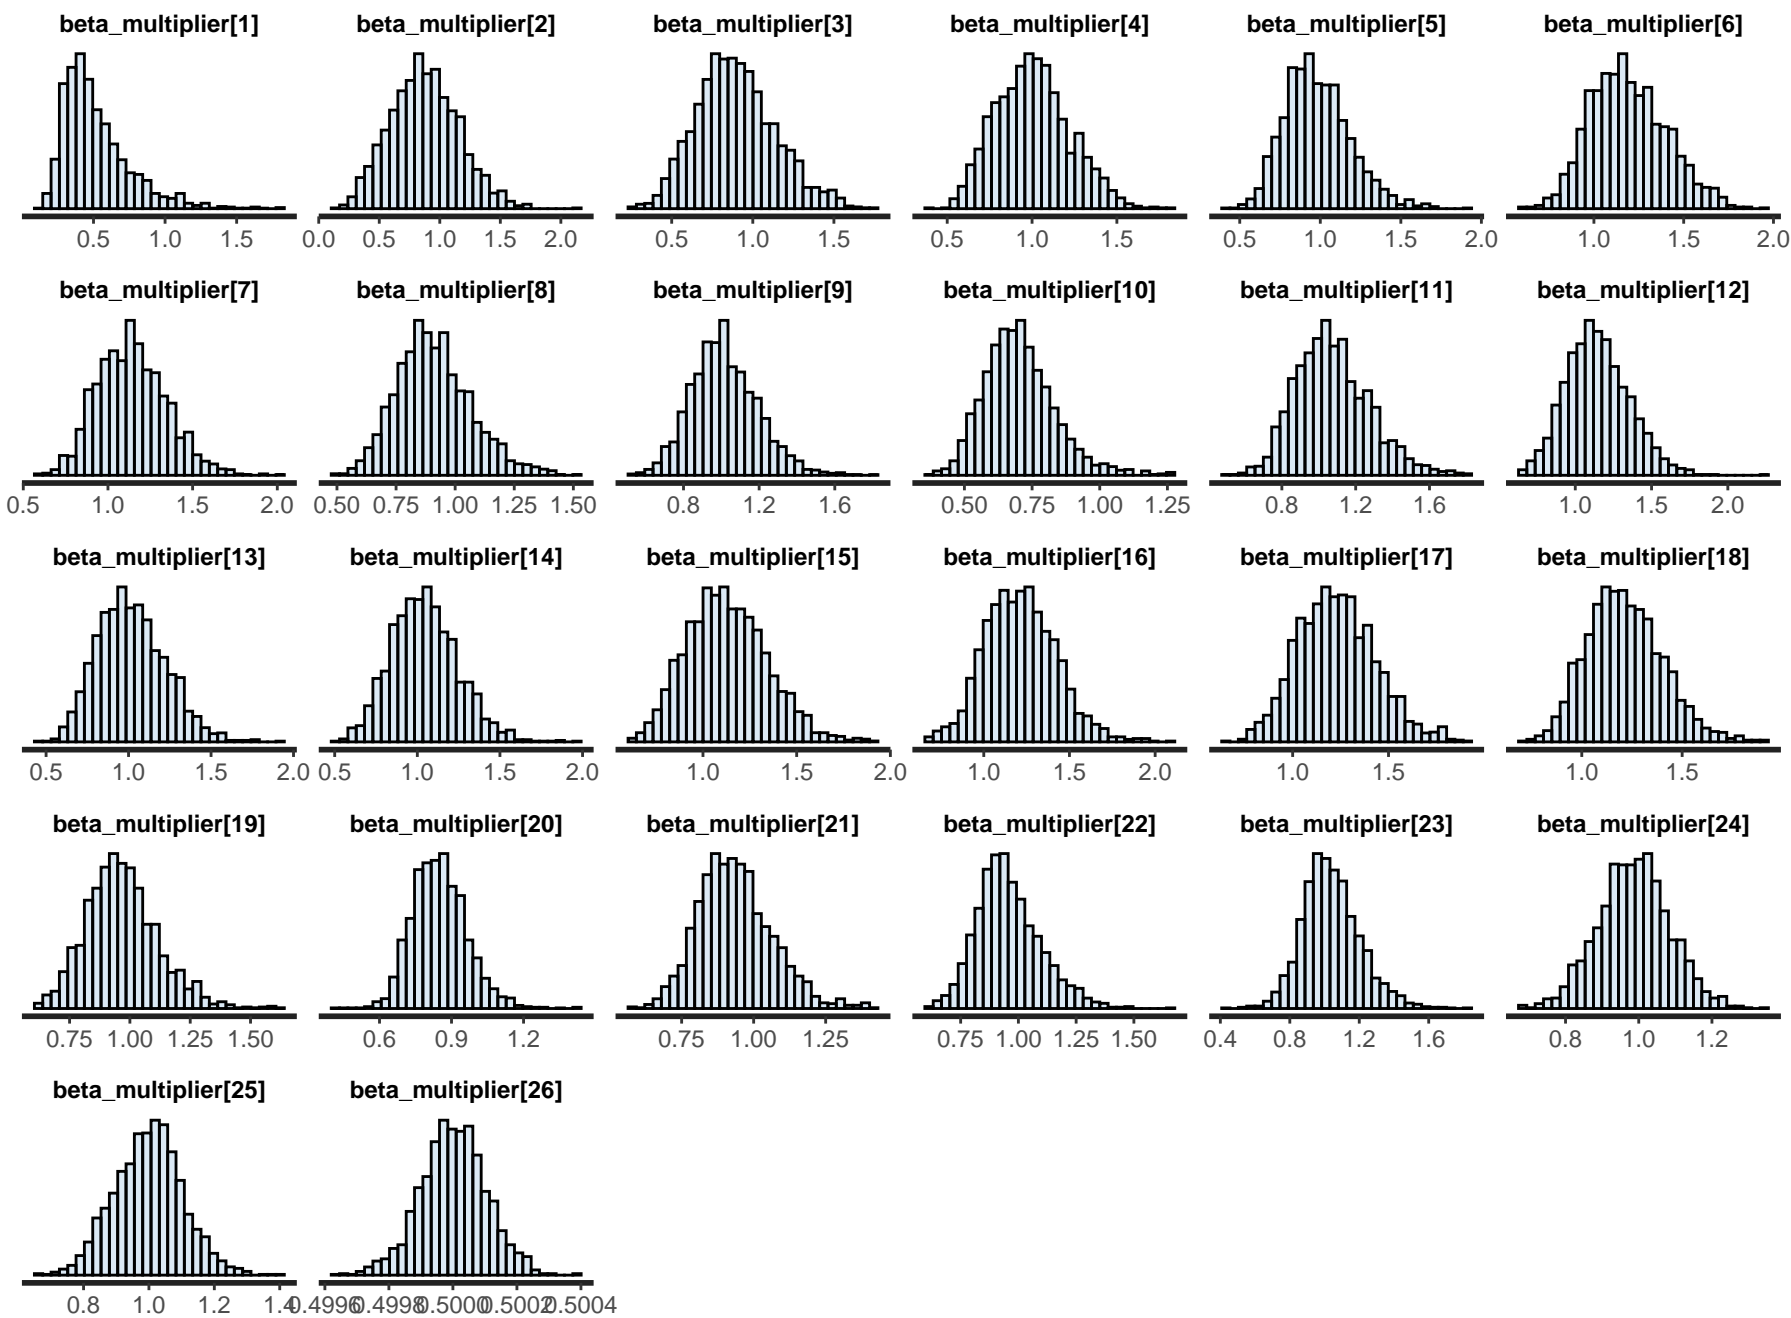 beta_multiplier[1] beta_multiplier[2] beta_multiplier[3] beta_multiplier[4] beta_multiplier[5] beta_multiplier[6]
0.5 1.0 1.5 0.0 0.5 1.0 1.5 2.0 0.5 1.0 1.5 0.5 1.0 1.5 0.5 1.0 1.5 2.0 1.0 1.5 2.0
beta_multiplier[7] beta_multiplier[8] beta_multiplier[9] beta_multiplier[10] beta_multiplier[11] beta_multiplier[12]
0.5 1.0 1.5 2.0 0.50 0.75 1.00 1.25 1.50 0.8 1.2 1.6 0.50 0.75 1.00 1.25 0.8 1.2 1.6 1.0 1.5 2.0
beta_multiplier[13] beta_multiplier[14] beta_multiplier[15] beta_multiplier[16] beta_multiplier[17] beta_multiplier[18]
0.5 1.0 1.5 2.0 0.5 1.0 1.5 2.0 1.0 1.5 2.0 1.0 1.5 2.0 1.0 1.5 1.0 1.5
beta_multiplier[19] beta_multiplier[20] beta_multiplier[21] beta_multiplier[22] beta_multiplier[23] beta_multiplier[24]
0.75 1.00 1.25 1.50 0.6 0.9 1.2 0.75 1.00 1.25 0.75 1.00 1.25 1.50 0.4 0.8 1.2 1.6 0.8 1.0 1.2
beta_multiplier[25] beta_multiplier[26]
0.8 1.0 1.2 1.4 0.4996 0.4998 0.5000 0.5002 0.5004